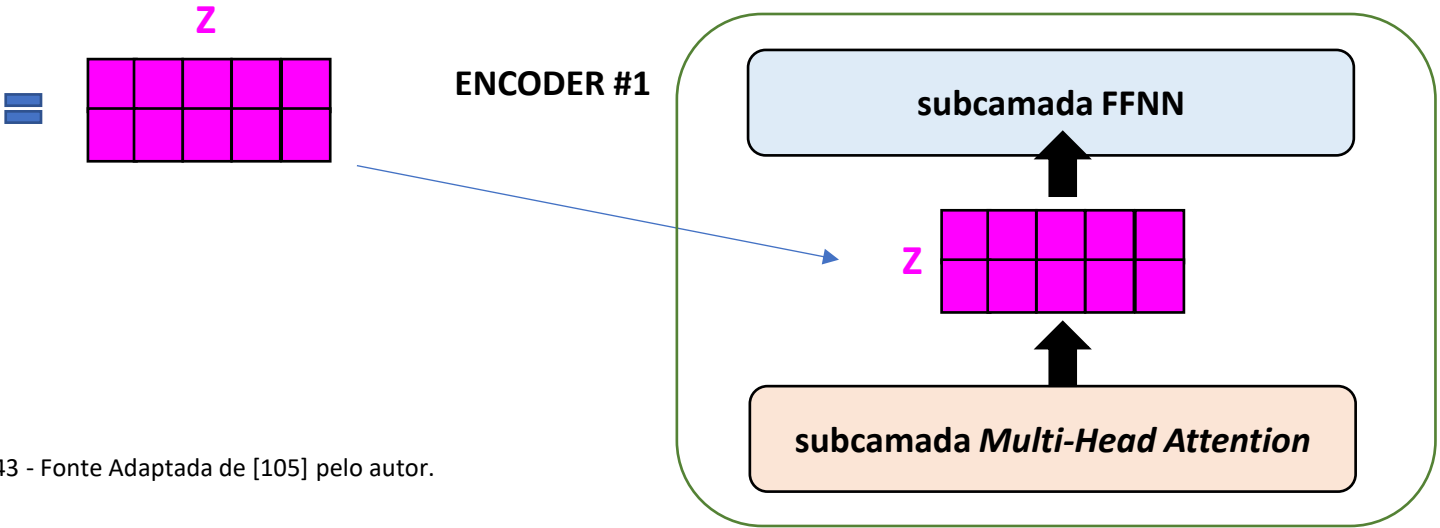 Z
ENCODER #1
subcamada FFNN
Z
subcamada Multi-Head Attention
43 - Fonte Adaptada de [105] pelo autor.